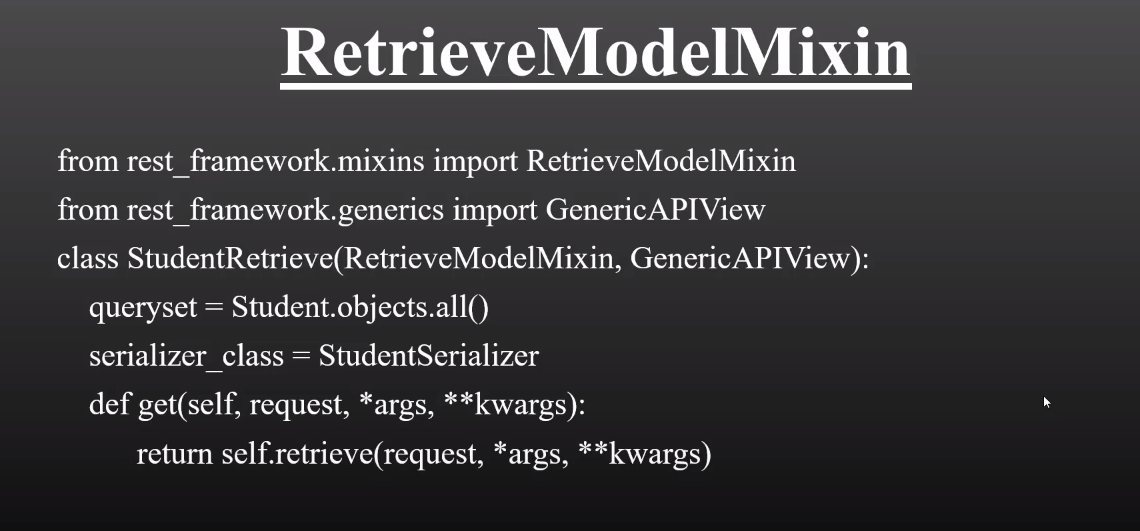 RetrieveModelMixin
from rest_framework.mixins import RetrieveModelMixin
from rest_framework.generics import GenericAPIView
class StudentRetrieve(RetrieveModelMixin, GenericAPIView):
queryset = Student.objects.all()
serializer_class = StudentSerializer
def get(self, request, *args, **kwargs):
return self.retrieve(request, *args, **kwargs)